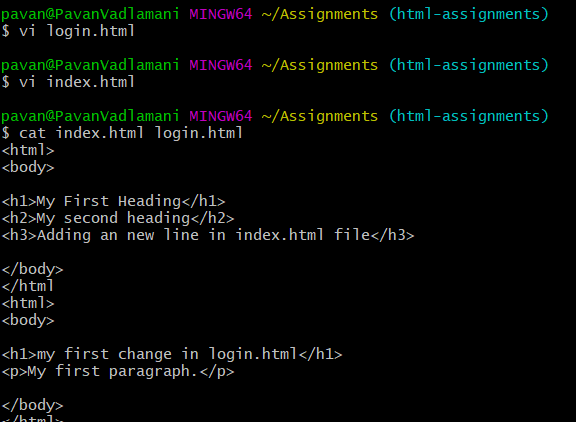 pavan@PavanVadlamani MINGW64 ~/Assignments (html-assignments)
$ vi login.html
pavan@PavanVadlamani MINGW64 ~/Assignments (html-assignments)
$ vi index.html
pavan@PavanVadlamani MINGW64 ~/Assignments (html-assignments)
$ cat index.html login.html
<html>
<body>
<h1>My First Heading</h1>
<h2>My second heading</h2>
<h3>Adding an new line in index.html file</h3>
</body>
</html
<html>
<body>
<h1>my first change in login.html</h1>
<p>My first paragraph.</p>
</body>
</html>